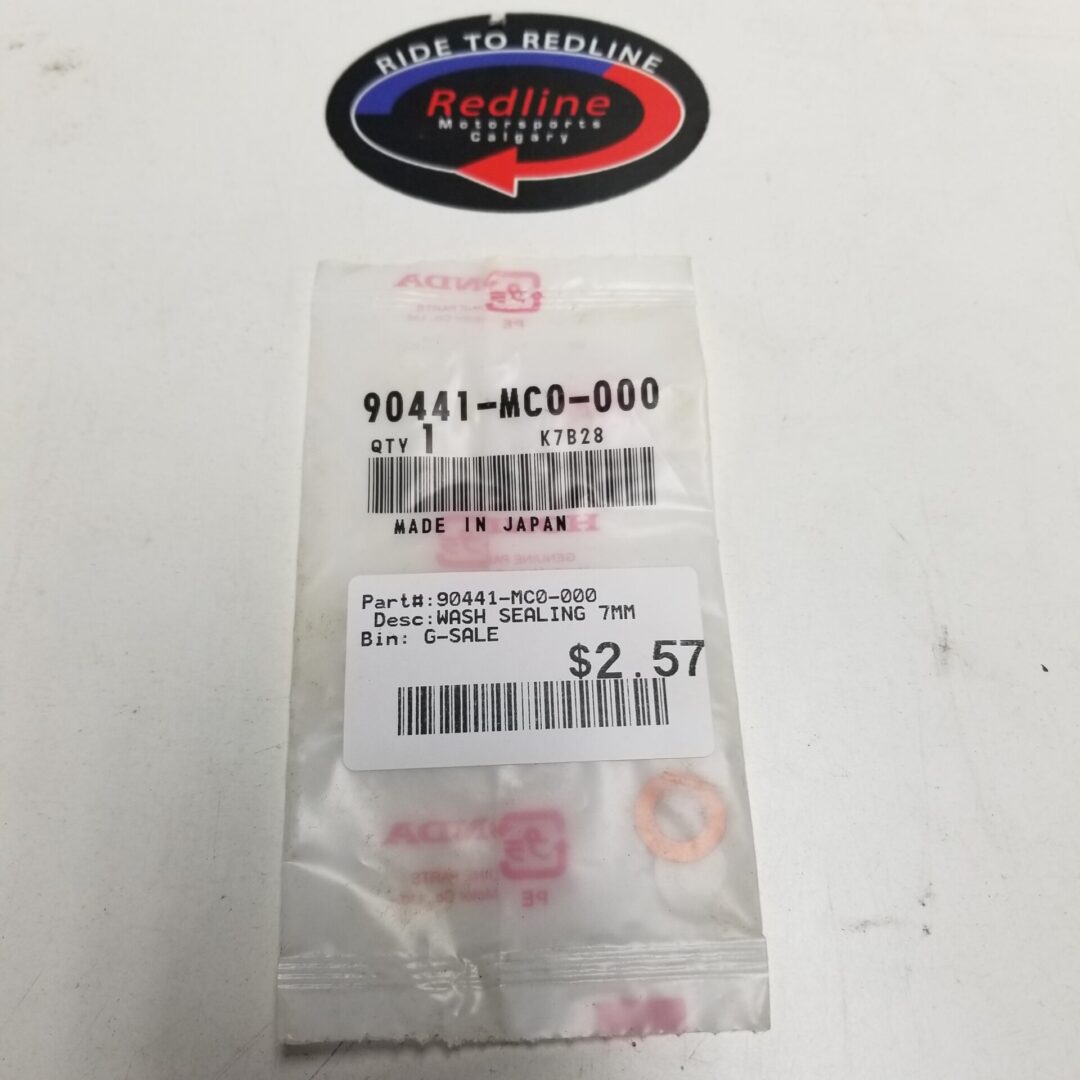 RIDE TO REDLINE
Redline
Motorsports
Calgary
90441-MC0-000
QTY 1 K7B28
MADE IN JAPAN
Part#:90441-MC0-000
Desc:WASH SEALING 7MM
Bin: G-SALE
$2.57
PE